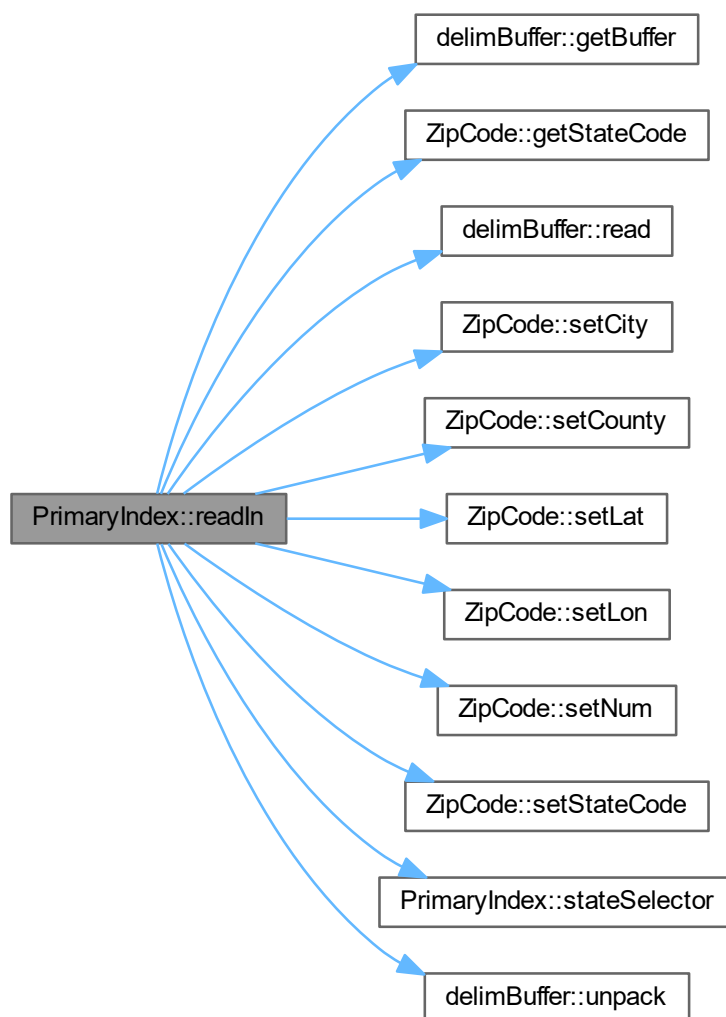 delimBuffer::getBuffer
ZipCode::getStateCode
delimBuffer::read
ZipCode::setCity
ZipCode::setCounty
PrimaryIndex::readIn
ZipCode::setLat
ZipCode::setLon
ZipCode::setNum
ZipCode::setStateCode
PrimaryIndex::stateSelector
delimBuffer::unpack